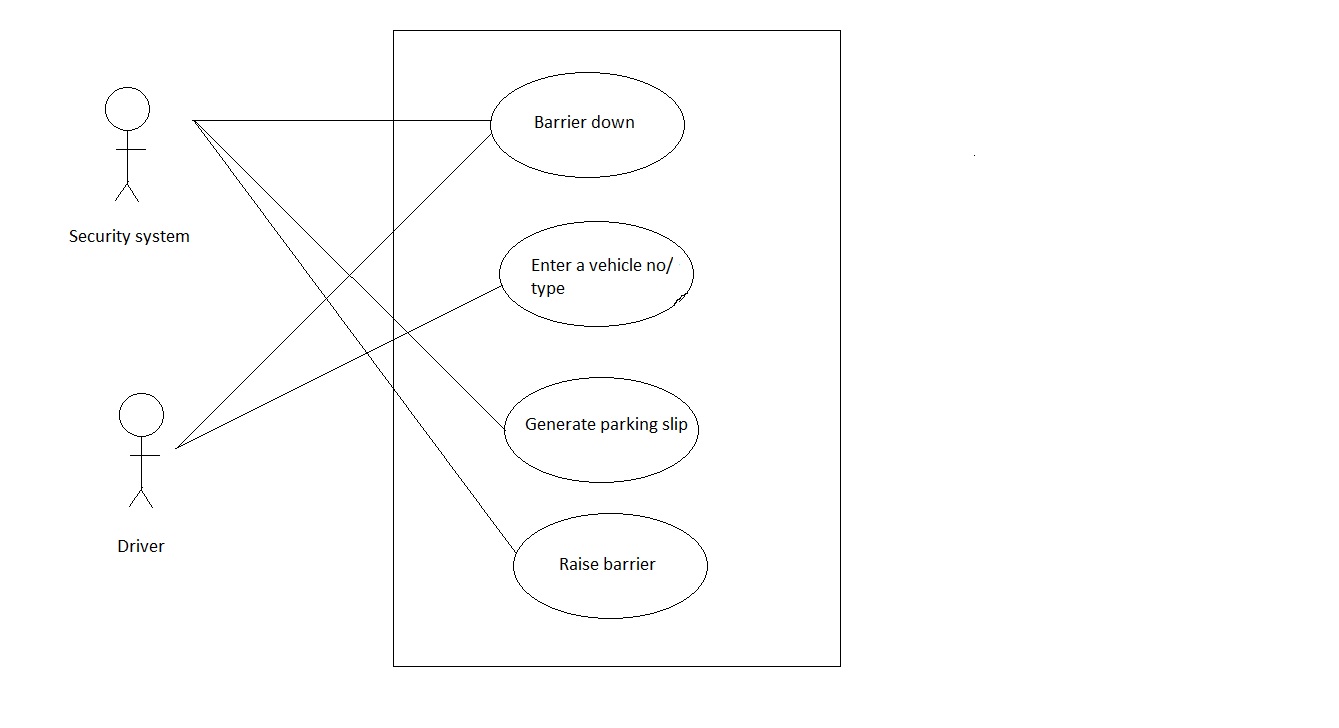 Barrier down
Security system
Enter a vehicle no/
type
Generate parking slip
Driver
Raise barrier